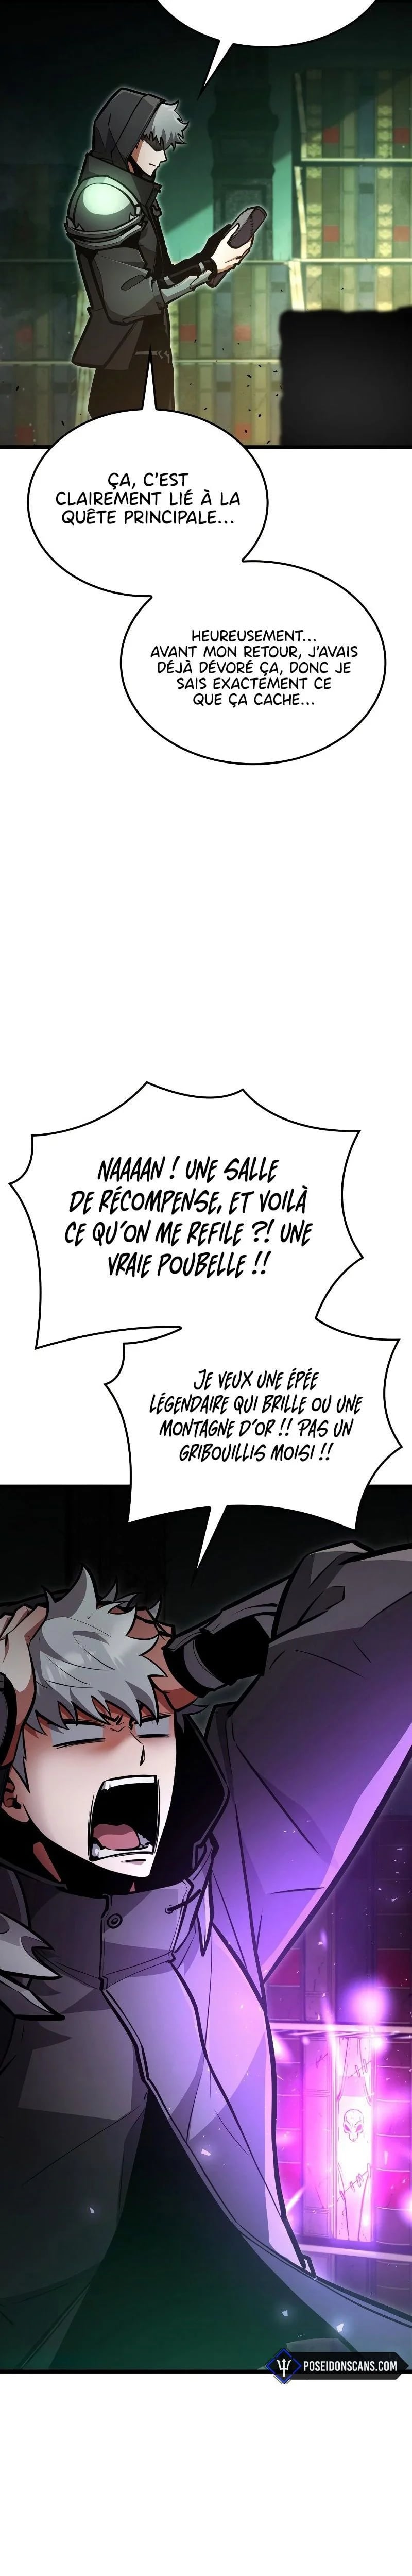 ÇA, C'EST
CLAIREMENT LIÉ À LA
QUÊTE PRINCIPALE...
HEUREUSEMENT...
AVANT MON RETOUR, J'AVAIS
DÉJÀ DÉVORÉ ÇA, DONC JE
SAIS EXACTEMENT CE
QUE ÇA CACHE...
NAAAAN ! UNE SALLE
DE RÉCOMPENSE, ET VOILÀ
CE QU'ON ME REFILE ?! UNE
VRAIE POUBELLE !!
JE VEUX UNE ÉPÉE
LÉGENDAIRE QUI BRILLE OU UNE
MONTAGNE D'OR !! PAS UN
GRIBOUILLIS MOISI !!
POSEIDONSCANS.COM